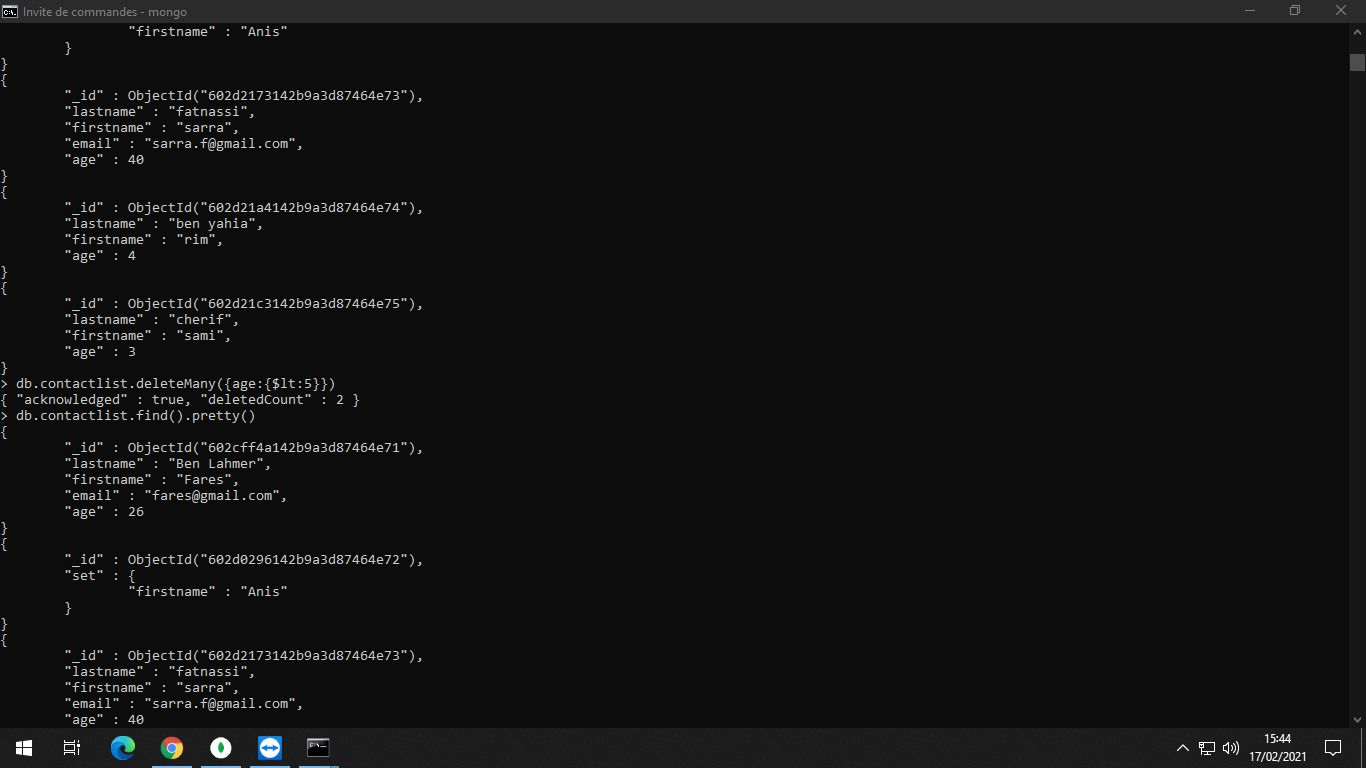 Invite de commandes - mongo
                "firstname" : "Anis"
        }
}
{
        "_id" : ObjectId("602d2173142b9a3d87464e73"),
        "lastname" : "fatnassi",
        "firstname" : "sarra",
        "email" : "sarra.f@gmail.com",
        "age" : 40
}
{
        "_id" : ObjectId("602d21a4142b9a3d87464e74"),
        "lastname" : "ben yahia",
        "firstname" : "rim",
        "age" : 4
}
{
        "_id" : ObjectId("602d21c3142b9a3d87464e75"),
        "lastname" : "cherif",
        "firstname" : "sami",
        "age" : 3
}
> db.contactlist.deleteMany({age:{$lt:5}})
{ "acknowledged" : true, "deletedCount" : 2 }
> db.contactlist.find().pretty()
{
        "_id" : ObjectId("602cff4a142b9a3d87464e71"),
        "lastname" : "Ben Lahmer",
        "firstname" : "Fares",
        "email" : "fares@gmail.com",
        "age" : 26
}
{
        "_id" : ObjectId("602d0296142b9a3d87464e72"),
        "set" : {
                "firstname" : "Anis"
        }
}
{
        "_id" : ObjectId("602d2173142b9a3d87464e73"),
        "lastname" : "fatnassi",
        "firstname" : "sarra",
        "email" : "sarra.f@gmail.com",
        "age" : 40
15:44
17/02/2021